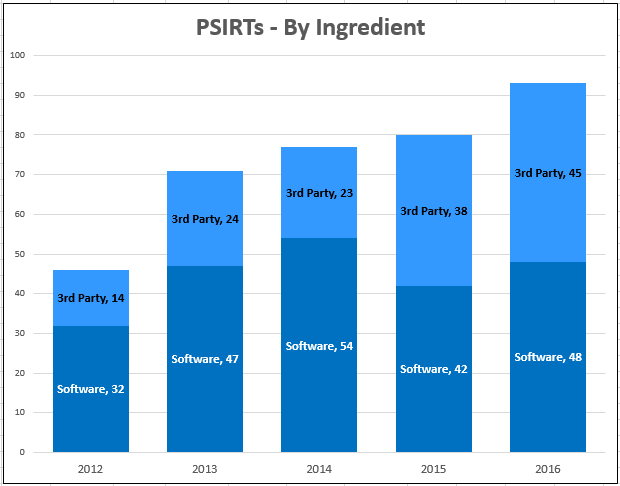 PSIRTs - By Ingredient
100
90
80
70
60
50
40
30
20
10
0
3rd Party, 14
Software, 32
3rd Party, 24
Software, 47
3rd Party, 23
Software, 54
3rd Party, 38
Software, 42
3rd Party, 45
Software, 48
2012 2013 2014 2015 2016